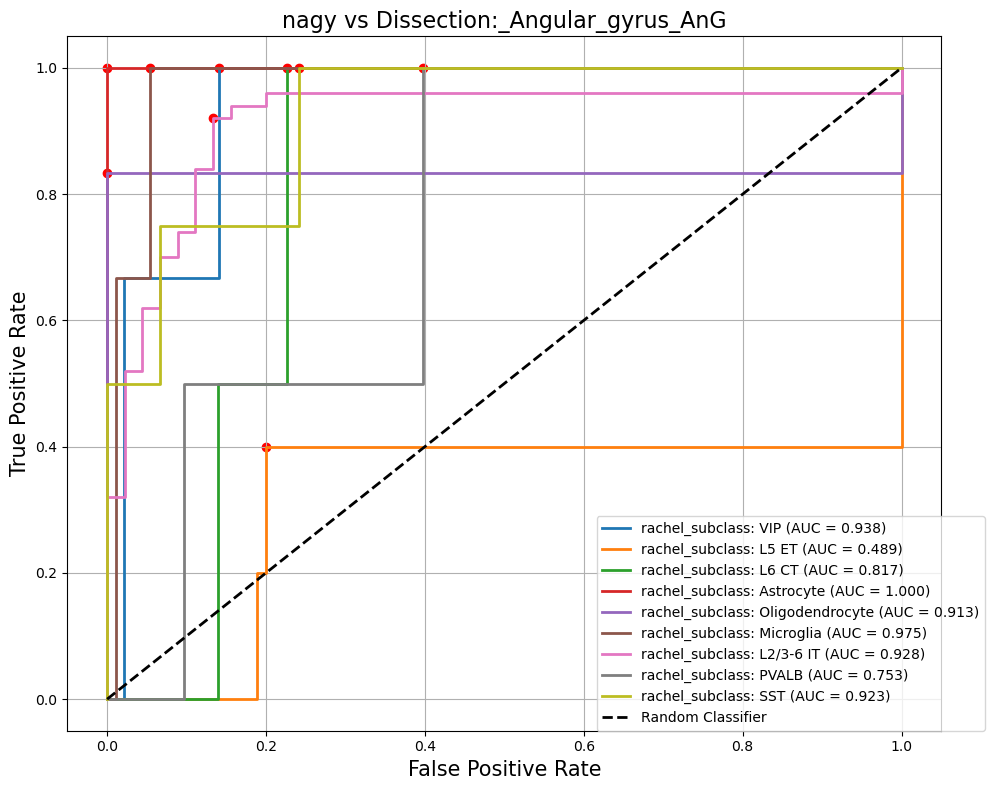 nagy vs Dissection:_Angular_gyrus_AnG
1.0
0.8
0.6
0.4
0.2
0.0
True Positive Rate
0.0 0.2 0.4 0.6 0.8 1.0
False Positive Rate
rachel_subclass: VIP (AUC = 0.938)
rachel_subclass: L5 ET (AUC = 0.489)
rachel_subclass: L6 CT (AUC = 0.817)
rachel_subclass: Astrocyte (AUC = 1.000)
rachel_subclass: Oligodendrocyte (AUC = 0.913)
rachel_subclass: Microglia (AUC = 0.975)
rachel_subclass: L2/3-6 IT (AUC = 0.928)
rachel_subclass: PVALB (AUC = 0.753)
rachel_subclass: SST (AUC = 0.923)
Random Classifier